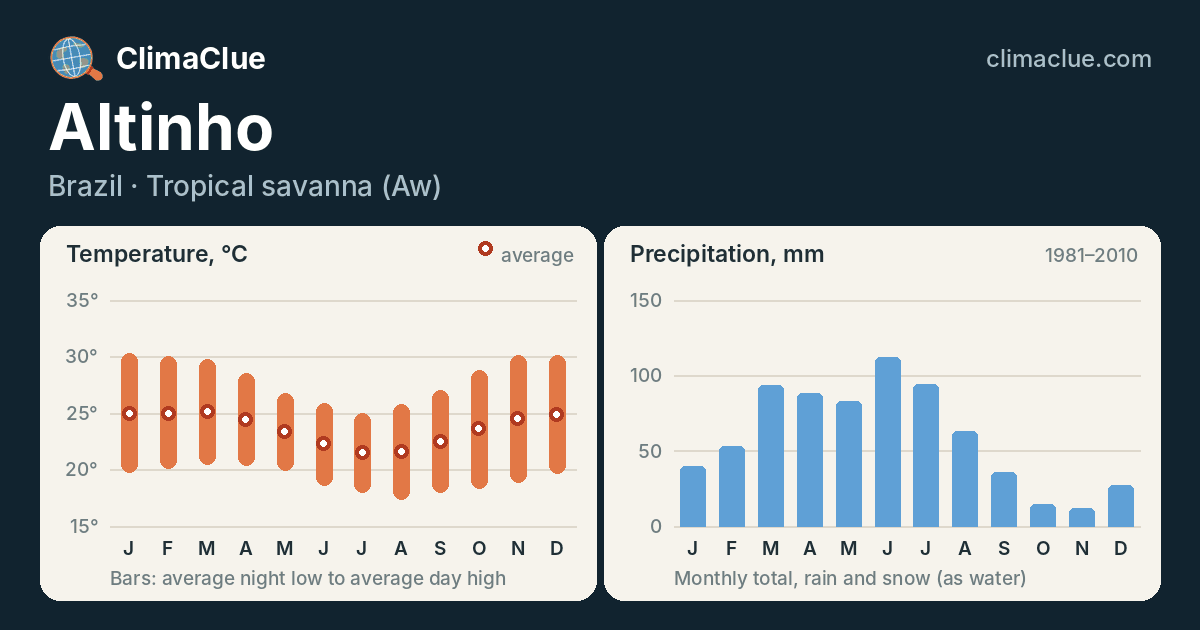 ClimaClue
climaclue.com
Altinho
Brazil · Tropical savanna (Aw)
Temperature, °C
average
35°
30°
25°
20°
15°
J F M A M J J A S O N D
Bars: average night low to average day high
Precipitation, mm
1981–2010
150
100
50
0
J F M A M J J A S O N D
Monthly total, rain and snow (as water)